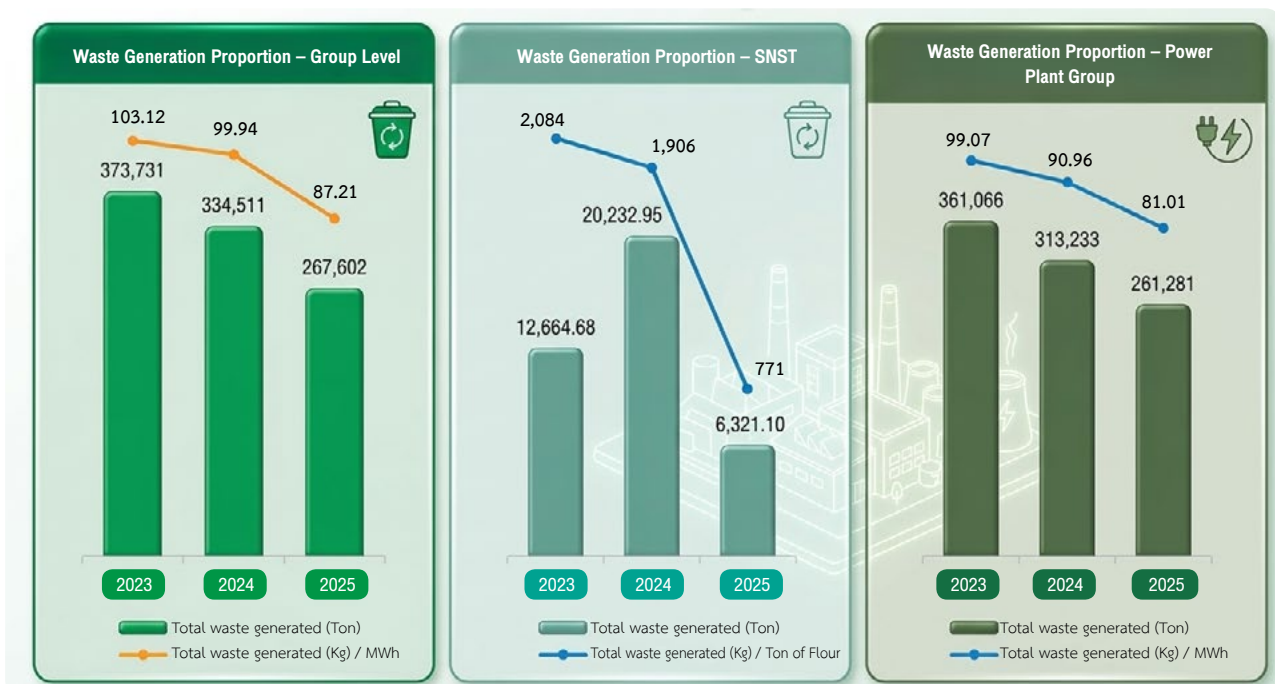 Waste Generation Proportion – Group Level
103.12
99.94
87.21
373,731
334,511
267,602
2023
2024
2025
Total waste generated (Ton)
Total waste generated (Kg) / MWh
Waste Generation Proportion – SNST
2,084
1,906
771
12,664.68
20,232.95
6,321.10
2023
2024
2025
Total waste generated (Ton)
Total waste generated (Kg) / Ton of Flour
Waste Generation Proportion – Power
Plant Group
99.07
90.96
81.01
361,066
313,233
261,281
2023
2024
2025
Total waste generated (Ton)
Total waste generated (Kg) / MWh